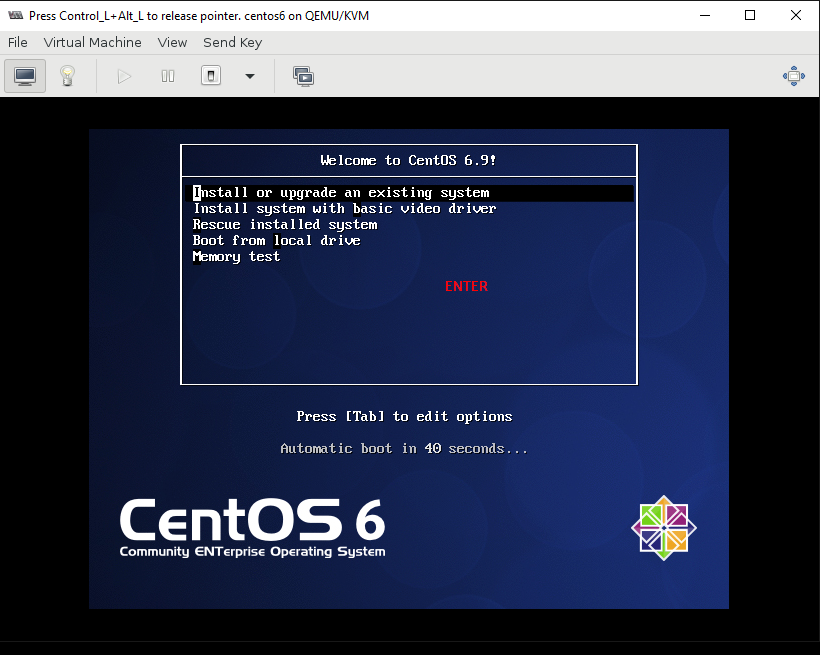 Press Control_L+Alt_L to release pointer. centos6 on QEMU/KVM
File Virtual Machine View Send Key
Welcome to CentOS 6.9!
Install or upgrade an existing system
Install system with basic video driver
Rescue installed system
Boot from local drive
Memory test
ENTER
Press [Tab] to edit options
Automatic boot in 40 seconds...
CentOS 6
Community ENTerprise Operating System